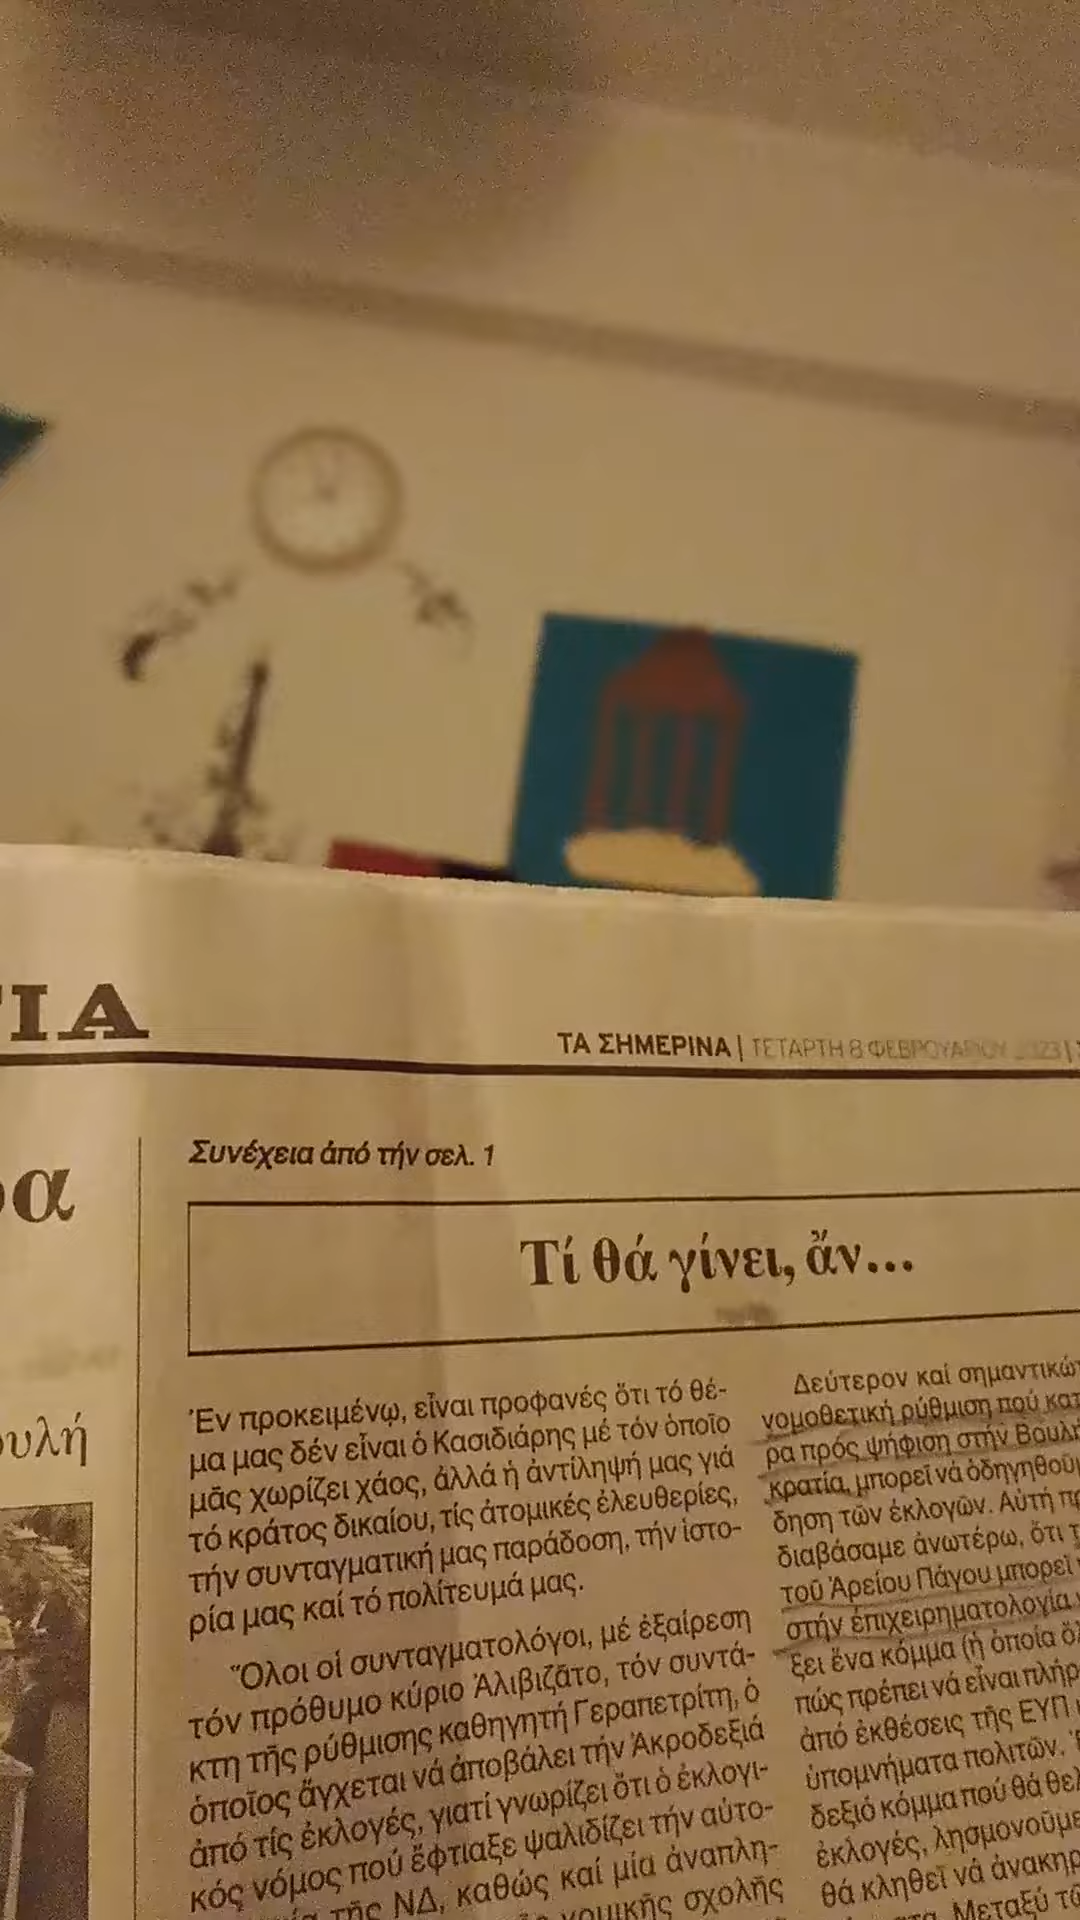 ΙΑ
ΤΑ ΣΗΜΕΡΙΝΑ | ΤΕΤΑΡΤΗ 8 ΦΕΒΡΟΥΑΡΙΟΥ 2023 |
Συνέχεια ἀπό τήν σελ. 1
Τί θά γίνει, ἄν...
ρα
ουλή
Ἐν προκειμένῳ, εἶναι προφανές ὅτι τό θέ-
μα μας δέν εἶναι ὁ Κασιδιάρης μέ τόν ὁποῖο
μᾶς χωρίζει χάος, ἀλλά ἡ ἀντίληψή μας γιά
τό κράτος δικαίου, τίς ἀτομικές ἐλευθερίες,
τήν συνταγματική μας παράδοση, τήν ἱστο-
ρία μας καί τό πολίτευμά μας.
Ὅλοι οἱ συνταγματολόγοι, μέ ἐξαίρεση
τόν πρόθυμο κύριο Ἀλιβιζᾶτο, τόν συντά-
κτη τῆς ρύθμισης καθηγητή Γεραπετρίτη, ὁ
ὁποῖος ἄγχεται νά ἀποβάλει τήν Ἀκροδεξιά
ἀπό τίς ἐκλογές, γιατί γνωρίζει ὅτι ὁ ἐκλογι-
κός νόμος πού ἔφτιαξε ψαλιδίζει τήν αὐτο-
τῆς ΝΔ, καθώς καί μία ἀναπλη-
νομικῆς σχολῆς
Δεύτερον καί σημαντικώ
νομοθετική ρύθμιση πού κατ
ρα πρός ψήφιση στήν Βουλή
κρατία, μπορεῖ νά ὁδηγηθοῦμ
δηση τῶν ἐκλογῶν. Αὐτή πρ
διαβάσαμε ἀνωτέρω, ὅτι τ
τοῦ Ἀρείου Πάγου μπορεῖ
στήν ἐπιχειρηματολογία
ξει ἕνα κόμμα (ἡ ὁποία ὅλ
πώς πρέπει νά εἶναι πλήρ
ἀπό ἐκθέσεις τῆς ΕΥΠ
ὑπομνήματα πολιτῶν.
δεξιό κόμμα πού θά θελ
ἐκλογές, λησμονοῦμε
θά κληθεῖ νά ἀνακηρ
Μεταξύ τῶ